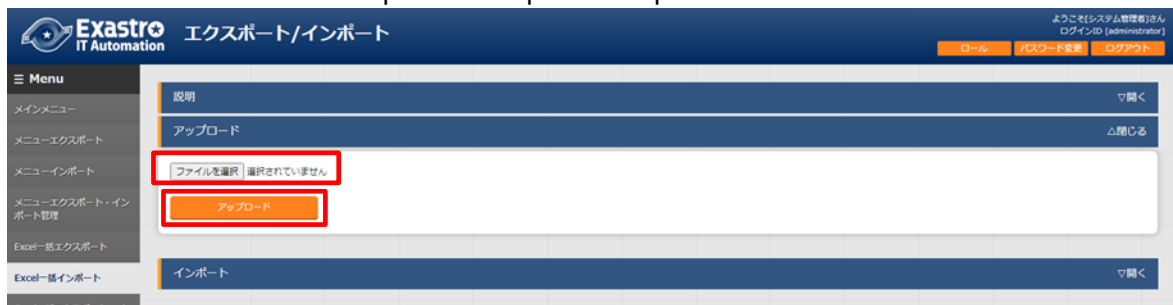 Exastro
IT Automation
エクスポート/インポート
ようこそ[システム管理者]さん
ログインID [administrator]
ロール
パスワード変更
ログアウト
Menu
メインメニュー
メニューエクスポート
メニューインポート
メニューエクスポート・イン
ポート管理
Excel一括エクスポート
Excel一括インポート
説明
▽開く
アップロード
△閉じる
ファイルを選択 選択されていません
アップロード
インポート
▽開く